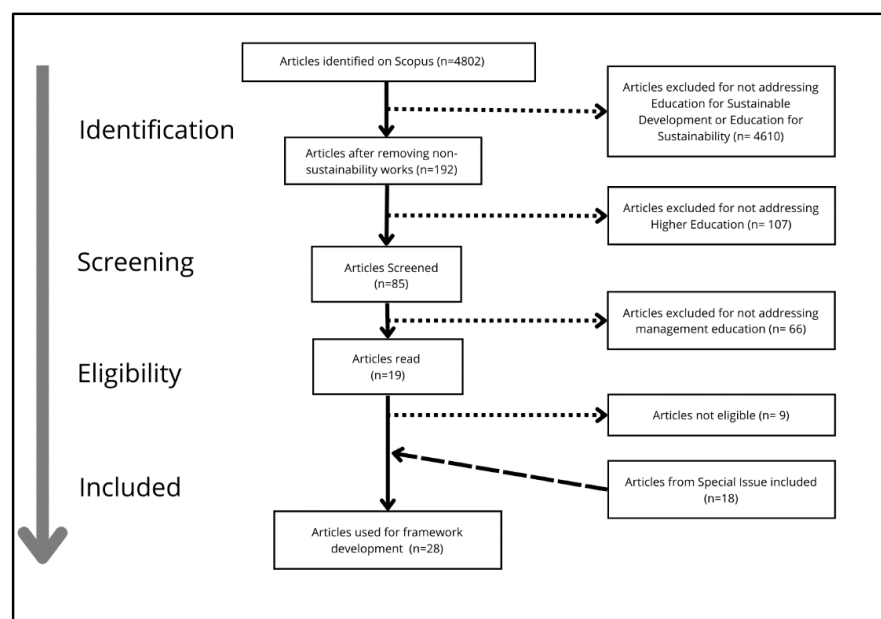 Articles identified on Scopus (n=4802)
Articles excluded for not addressing
Education for Sustainable
Development or Education for
Sustainability (n= 4610)
Identification
Articles after removing non-
sustainability works (n=192)
Articles excluded for not addressing
Higher Education (n= 107)
Screening
Articles Screened
(n=85)
Articles excluded for not addressing
management education (n= 66)
Eligibility
Articles read
(n=19)
Articles not eligible (n= 9)
Included
Articles from Special Issue included
(n=18)
Articles used for framework
development (n=28)